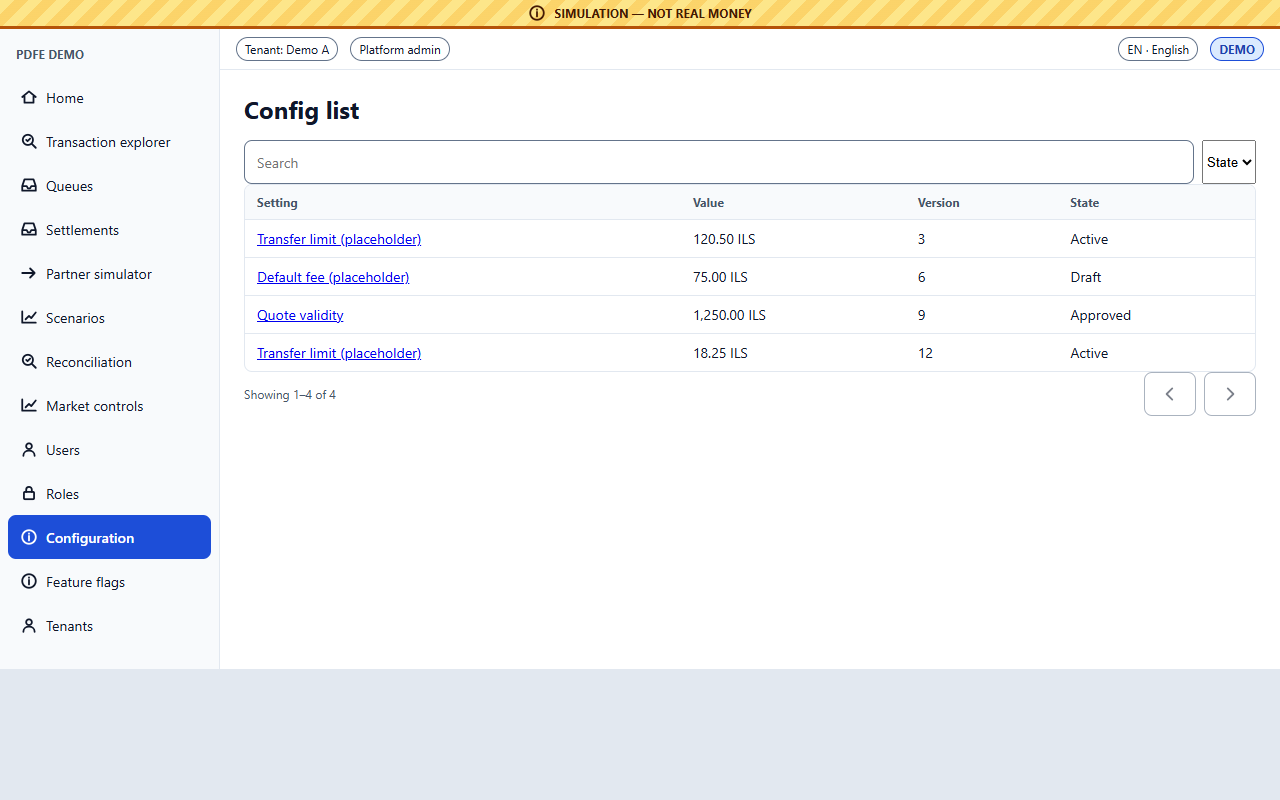 SIMULATION — NOT REAL MONEY
PDFE DEMO
Tenant: Demo A
Platform admin
EN · English
DEMO
Home
Transaction explorer
Queues
Settlements
Partner simulator
Scenarios
Reconciliation
Market controls
Users
Roles
Configuration
Feature flags
Tenants
Config list
Search
State
Setting Value Version State
Transfer limit (placeholder) 120.50 ILS 3 Active
Default fee (placeholder) 75.00 ILS 6 Draft
Quote validity 1,250.00 ILS 9 Approved
Transfer limit (placeholder) 18.25 ILS 12 Active
Showing 1–4 of 4